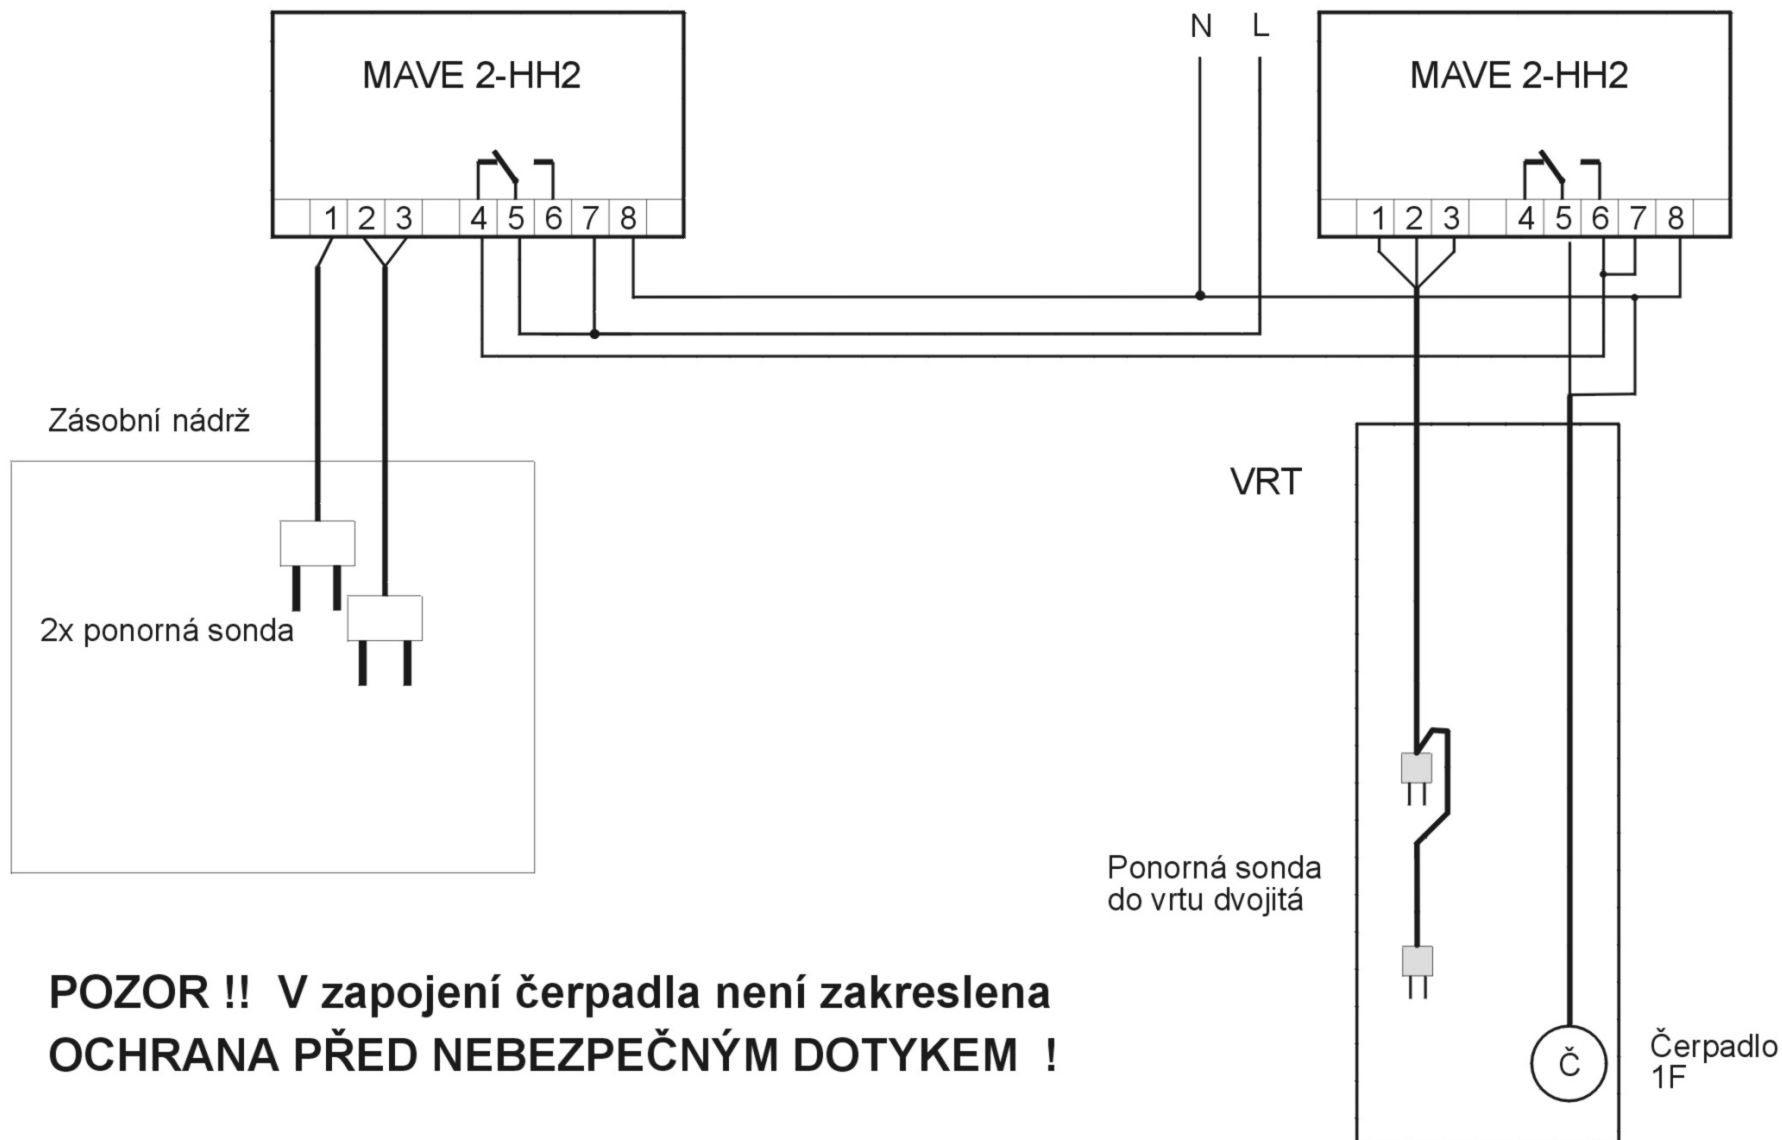 N L
MAVE 2-HH2
MAVE 2-HH2
1 2 3 4 5 6 7 8
1 2 3 4 5 6 7 8
Zásobní nádrž
VRT
2x ponorná sonda
Ponorná sonda
do vrtu dvojitá
POZOR !! V zapojení čerpadla není zakreslena
OCHRANA PŘED NEBEZPEČNÝM DOTYKEM !
Č
Čerpadlo
1F